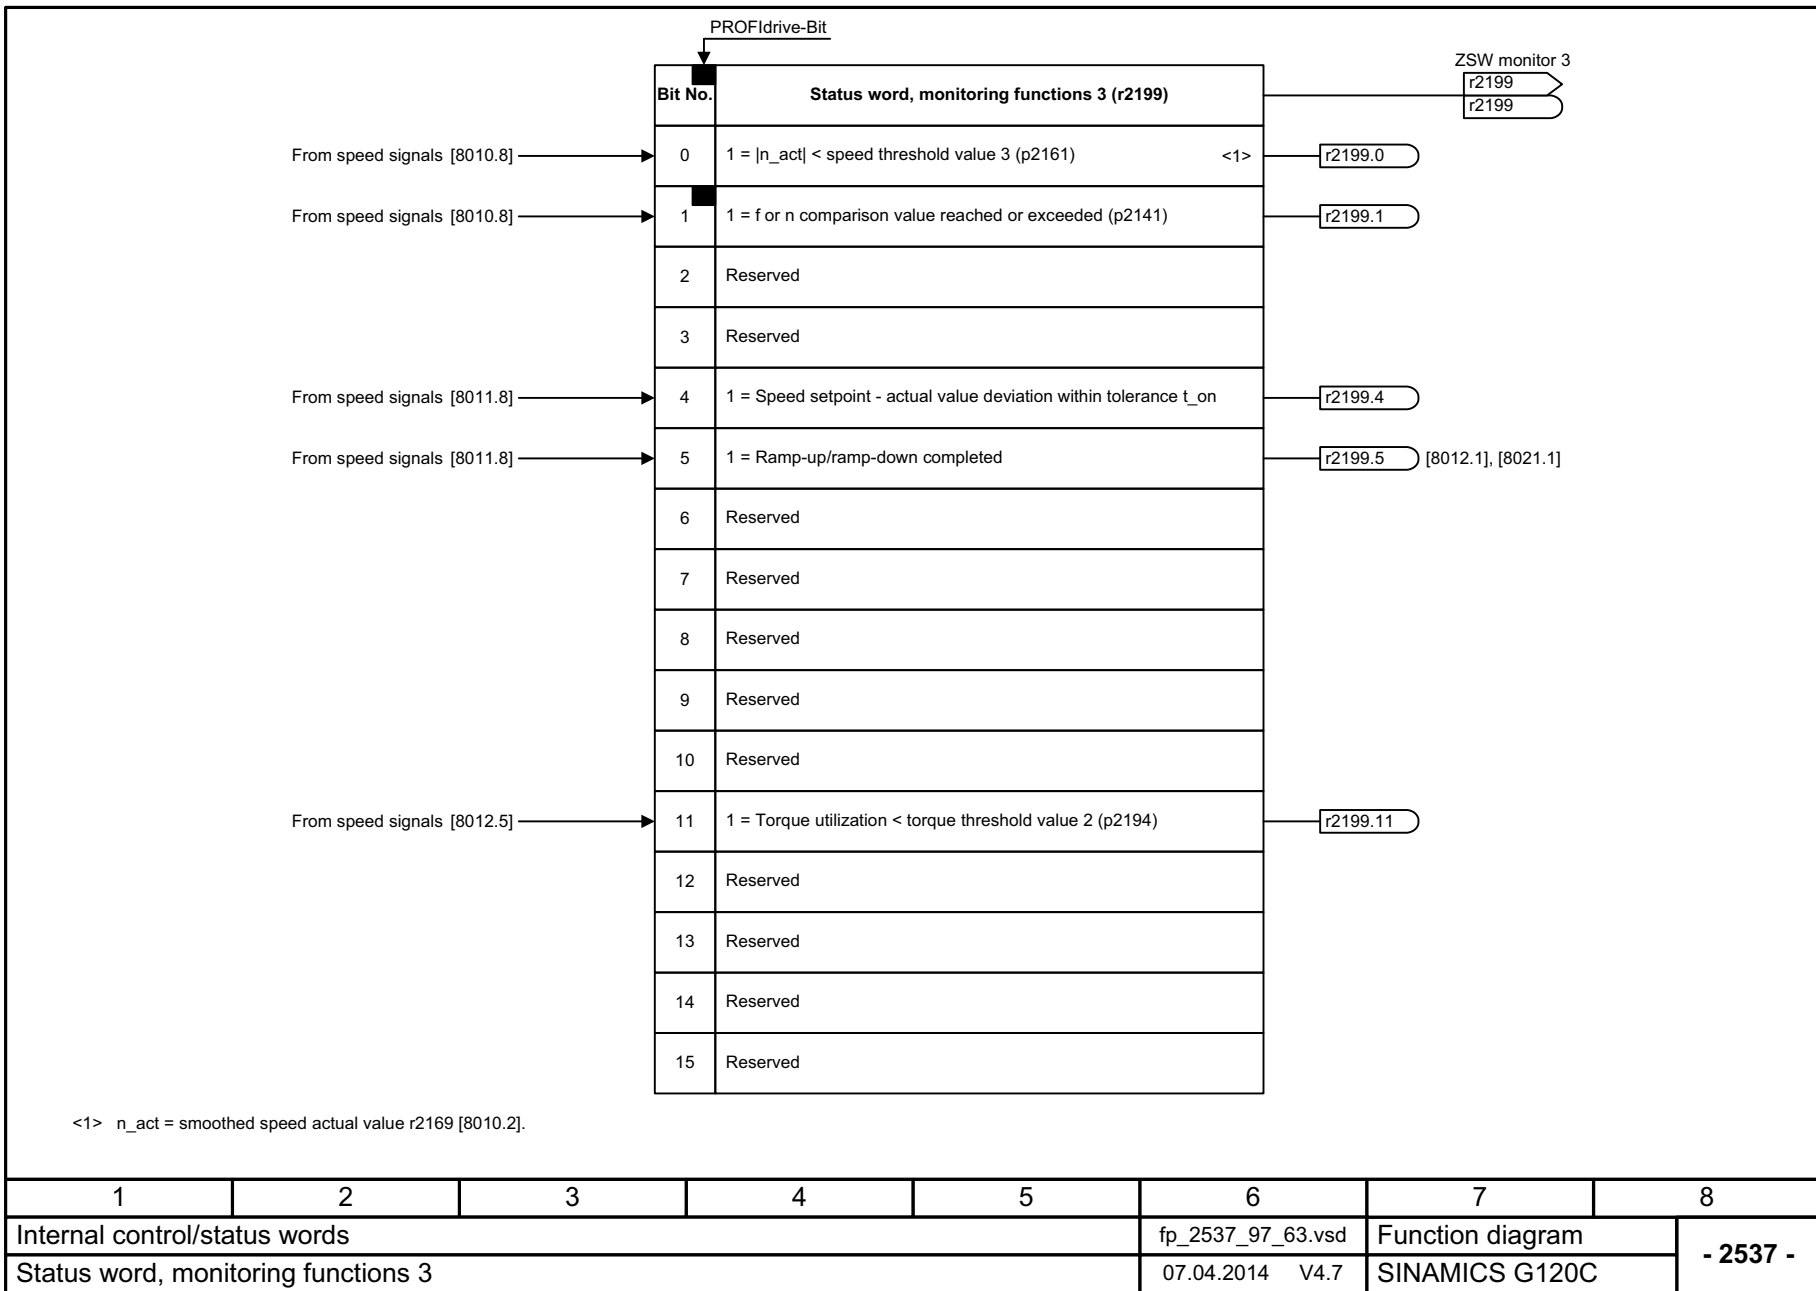 PROFIdrive-Bit
ZSW monitor 3
r2199
r2199
Bit No. Status word, monitoring functions 3 (r2199)
From speed signals [8010.8] 0 1 = |n_act| < speed threshold value 3 (p2161) <1> r2199.0
From speed signals [8010.8] 1 1 = f or n comparison value reached or exceeded (p2141) r2199.1
2 Reserved
3 Reserved
From speed signals [8011.8] 4 1 = Speed setpoint - actual value deviation within tolerance t_on r2199.4
From speed signals [8011.8] 5 1 = Ramp-up/ramp-down completed r2199.5 [8012.1], [8021.1]
6 Reserved
7 Reserved
8 Reserved
9 Reserved
10 Reserved
From speed signals [8012.5] 11 1 = Torque utilization < torque threshold value 2 (p2194) r2199.11
12 Reserved
13 Reserved
14 Reserved
15 Reserved
<1> n_act = smoothed speed actual value r2169 [8010.2].
1 2 3 4 5 6 7 8
Internal control/status words fp_2537_97_63.vsd Function diagram - 2537 -
Status word, monitoring functions 3 07.04.2014 V4.7 SINAMICS G120C